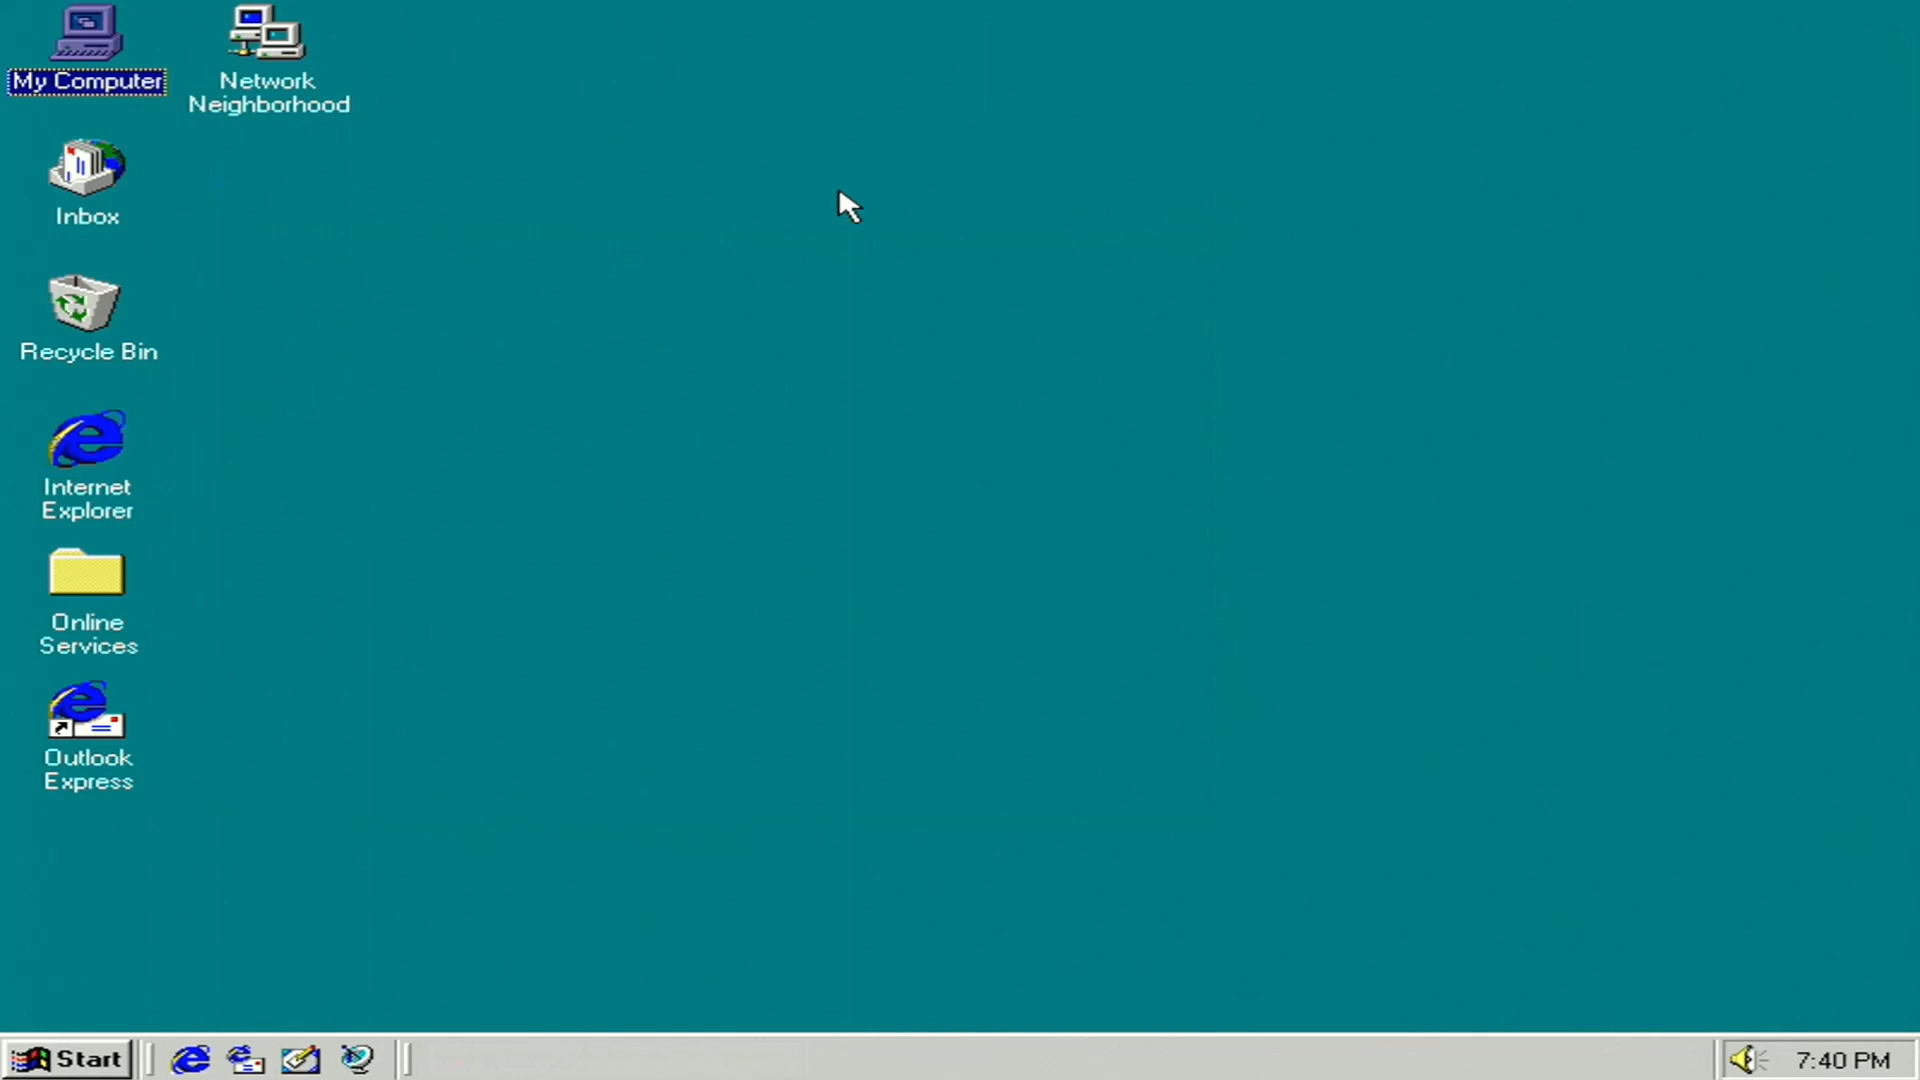 My Computer
Network
Neighborhood
Inbox
Recycle Bin
Internet
Explorer
Online
Services
Outlook
Express
Start
7:40 PM